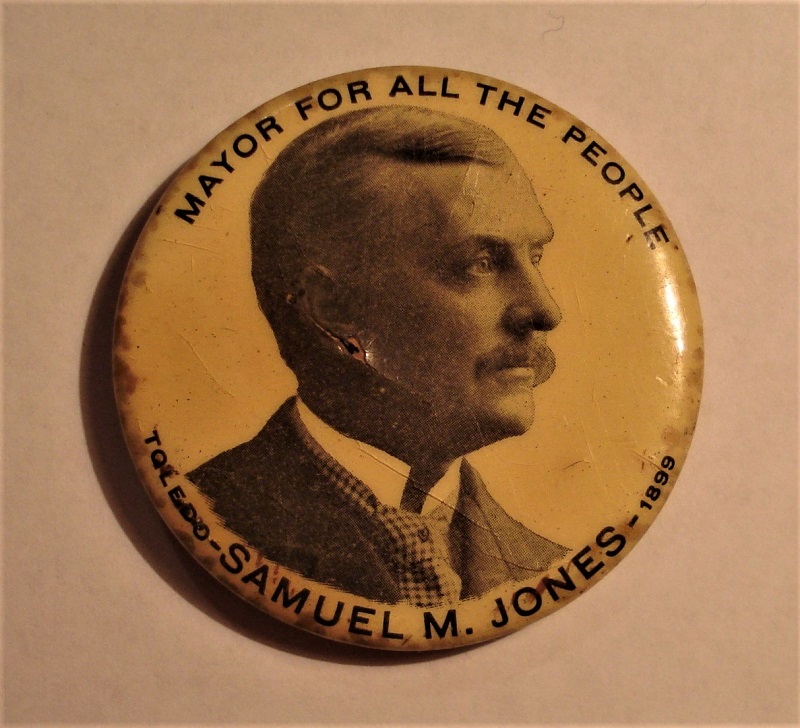 MAYOR FOR ALL THE PEOPLE
TOLEDO-SAMUEL M. JONES-1899